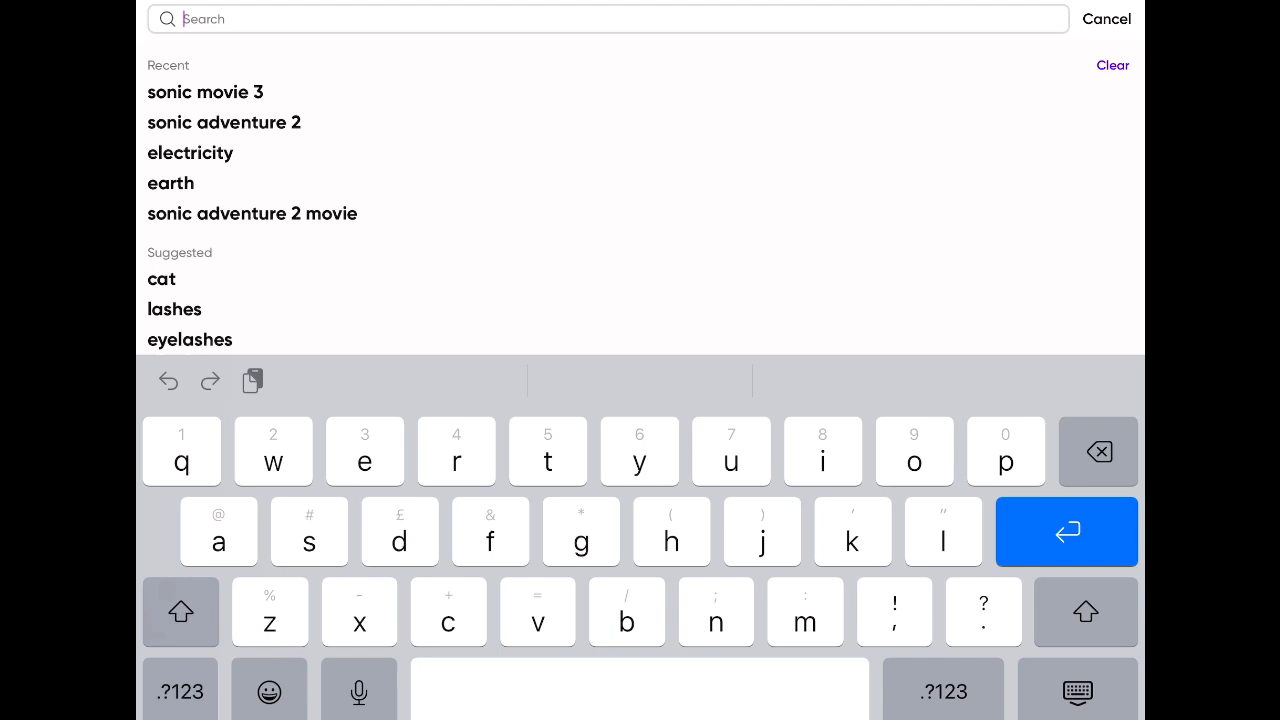 Search
Cancel
Recent
Clear
sonic movie 3
sonic adventure 2
electricity
earth
sonic adventure 2 movie
Suggested
cat
lashes
eyelashes
1 2 3 4 5 6 7 8 9 0
q w e r t y u i o p
@ # £ & * ( ) ' "
a s d f g h j k l
% - + = / ; : ! ?
z x c v b n m , .
.?123 .?123